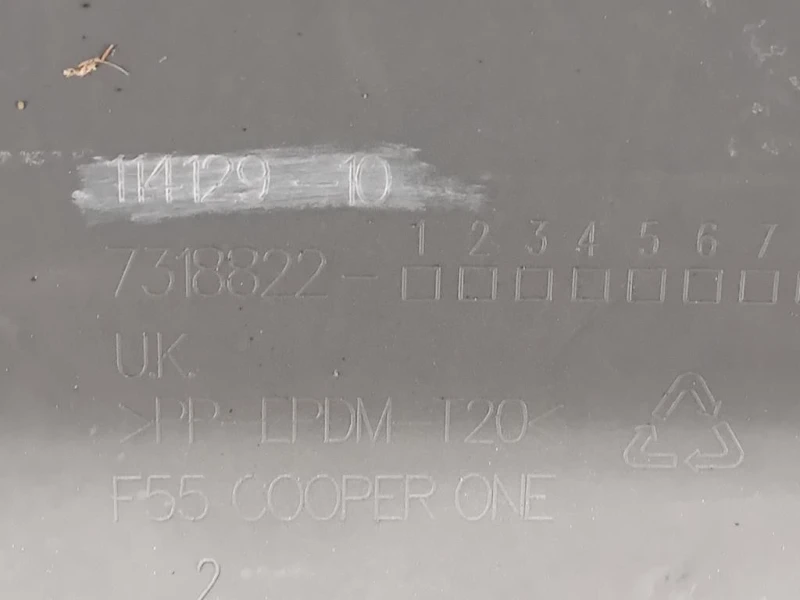 114129-10
1 2 3 4 5 6 7
7318822-
U.K.
>PP-EPDM-T20<
F55 COOPER ONE
2